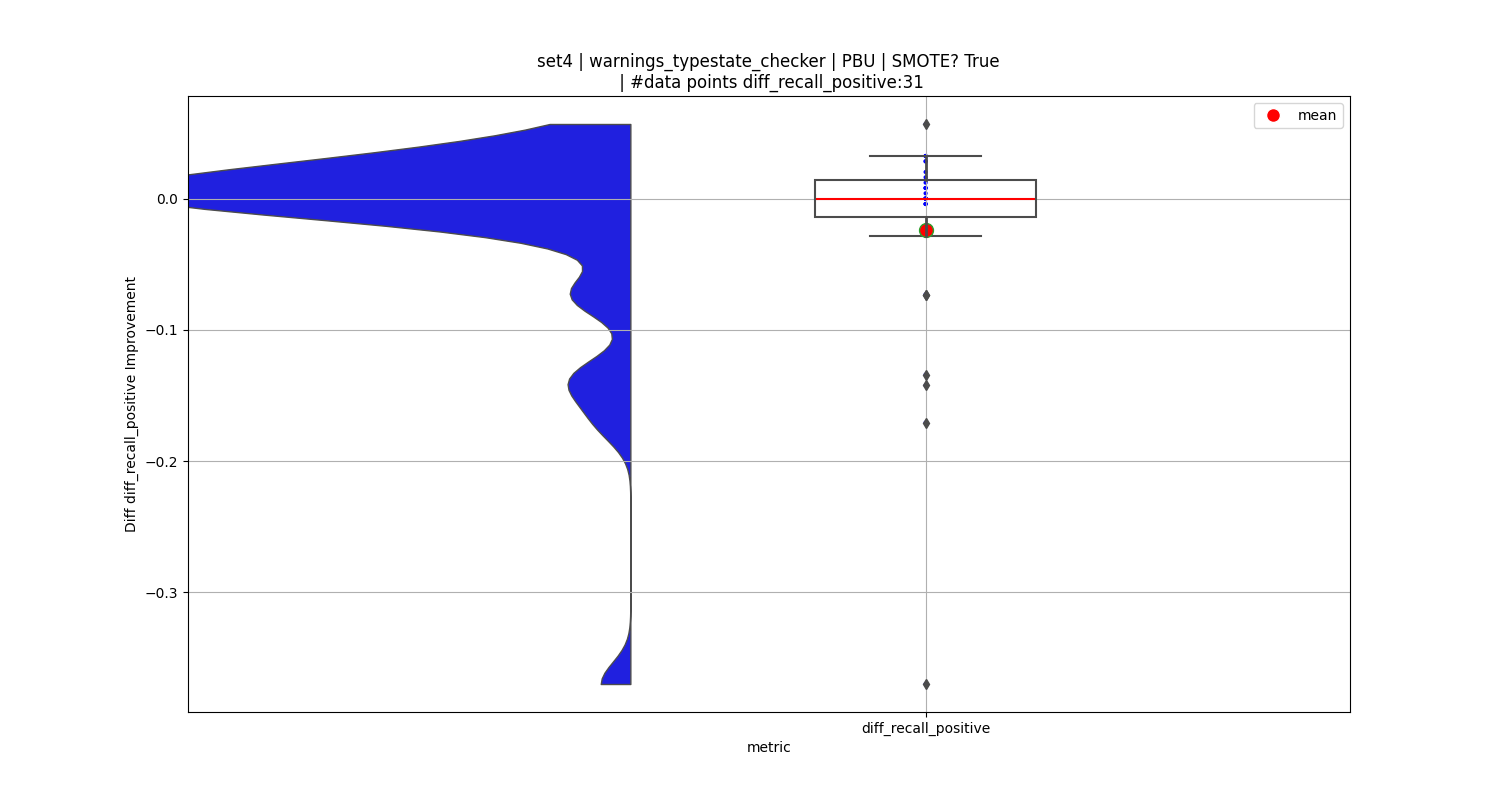 set4 | warnings_typestate_checker | PBU | SMOTE? True
| #data points diff_recall_positive:31
mean
0.0
−0.1
−0.2
−0.3
Diff diff_recall_positive Improvement
diff_recall_positive
metric